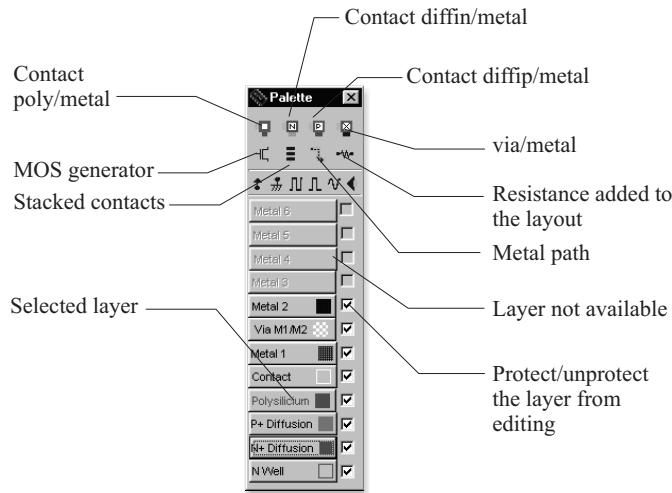 Contact diffin/metal
Contact
poly/metal
Contact diffip/metal
Palette
N
P
via/metal
MOS generator
Stacked contacts
Resistance added to
the layout
Metal path
Metal 6
Metal 5
Metal 4
Metal 3
Layer not available
Selected layer
Metal 2
Via M1/M2
Metal 1
Contact
Protect/unprotect
the layer from
editing
Polysilicium
P+ Diffusion
N+ Diffusion
N Well